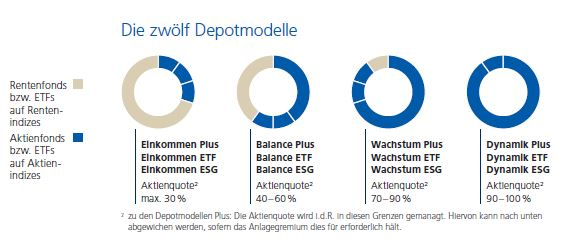 Die zwölf Depotmodelle
Rentenfonds
bzw. ETFs
auf Renten-
indizes
Aktienfonds
bzw. ETFs
auf Aktien-
indizes
Einkommen Plus
Einkommen ETF
Einkommen ESG
Aktienquote²
max. 30 %
Balance Plus
Balance ETF
Balance ESG
Aktienquote²
40–60 %
Wachstum Plus
Wachstum ETF
Wachstum ESG
Aktienquote²
70–90 %
Dynamik Plus
Dynamik ETF
Dynamik ESG
Aktienquote²
90–100 %
² zu den Depotmodellen Plus: Die Aktienquote wird i.d.R. in diesen Grenzen gemanagt. Hiervon kann nach unten
abgewichen werden, sofern das Anlagegremium dies für erforderlich hält.